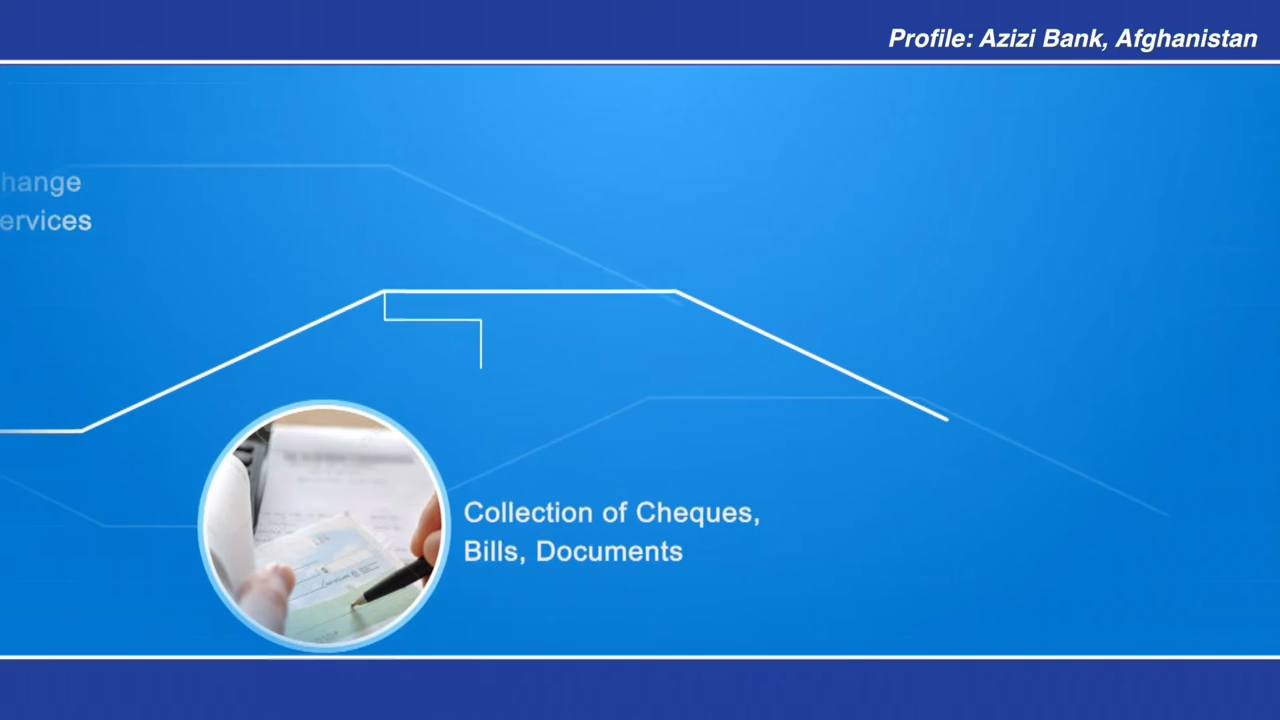 Profile: Azizi Bank, Afghanistan
hange
ervices
Collection of Cheques,
Bills, Documents